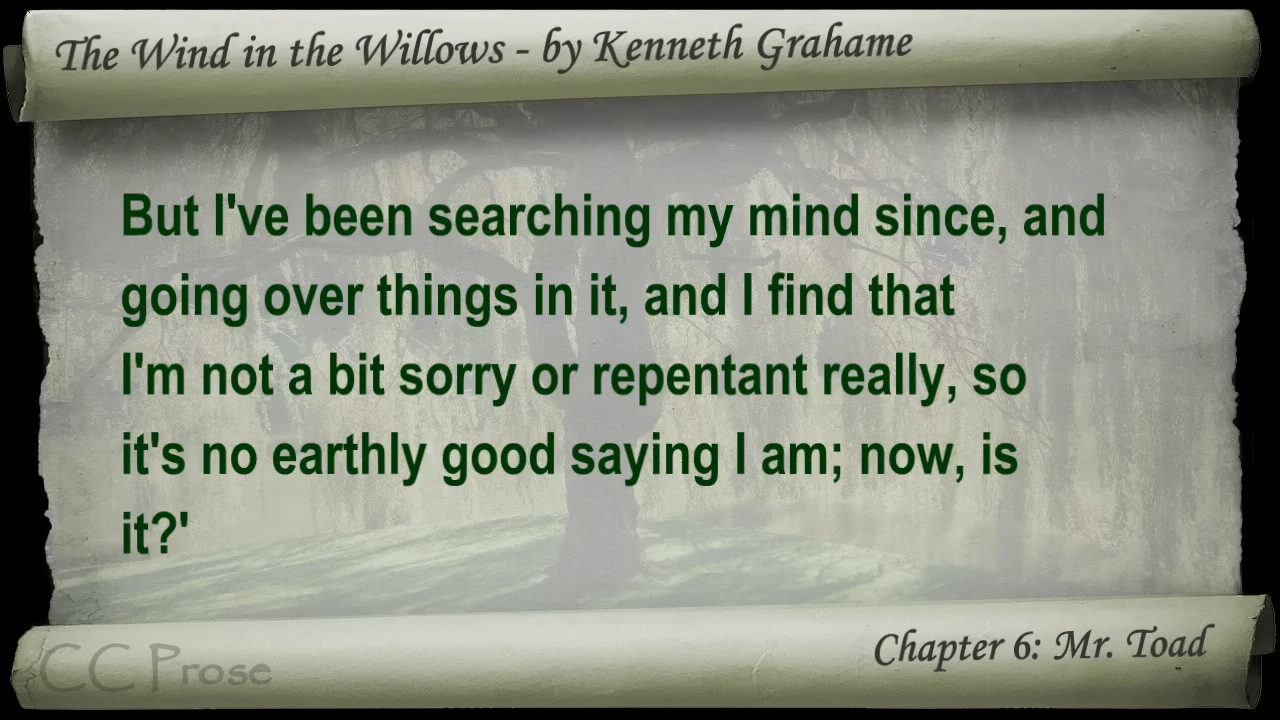 The Wind in the Willows - by Kenneth Grahame
But I've been searching my mind since, and
going over things in it, and I find that
I'm not a bit sorry or repentant really, so
it's no earthly good saying I am; now, is
it?'
CC Prose
Chapter 6: Mr. Toad